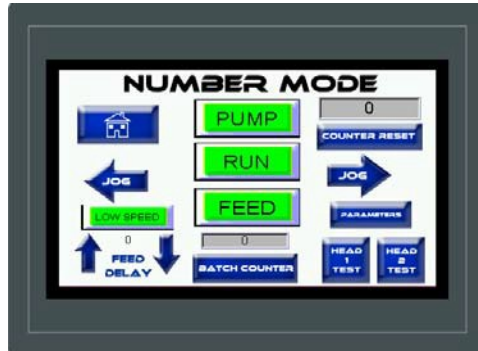 NUMBER MODE
PUMP
0
COUNTER RESET
RUN
JOG
JOG
FEED
LOW SPEED
PARAMETERS
0
FEED
DELAY
0
BATCH COUNTER
HEAD
1
TEST
HEAD
2
TEST